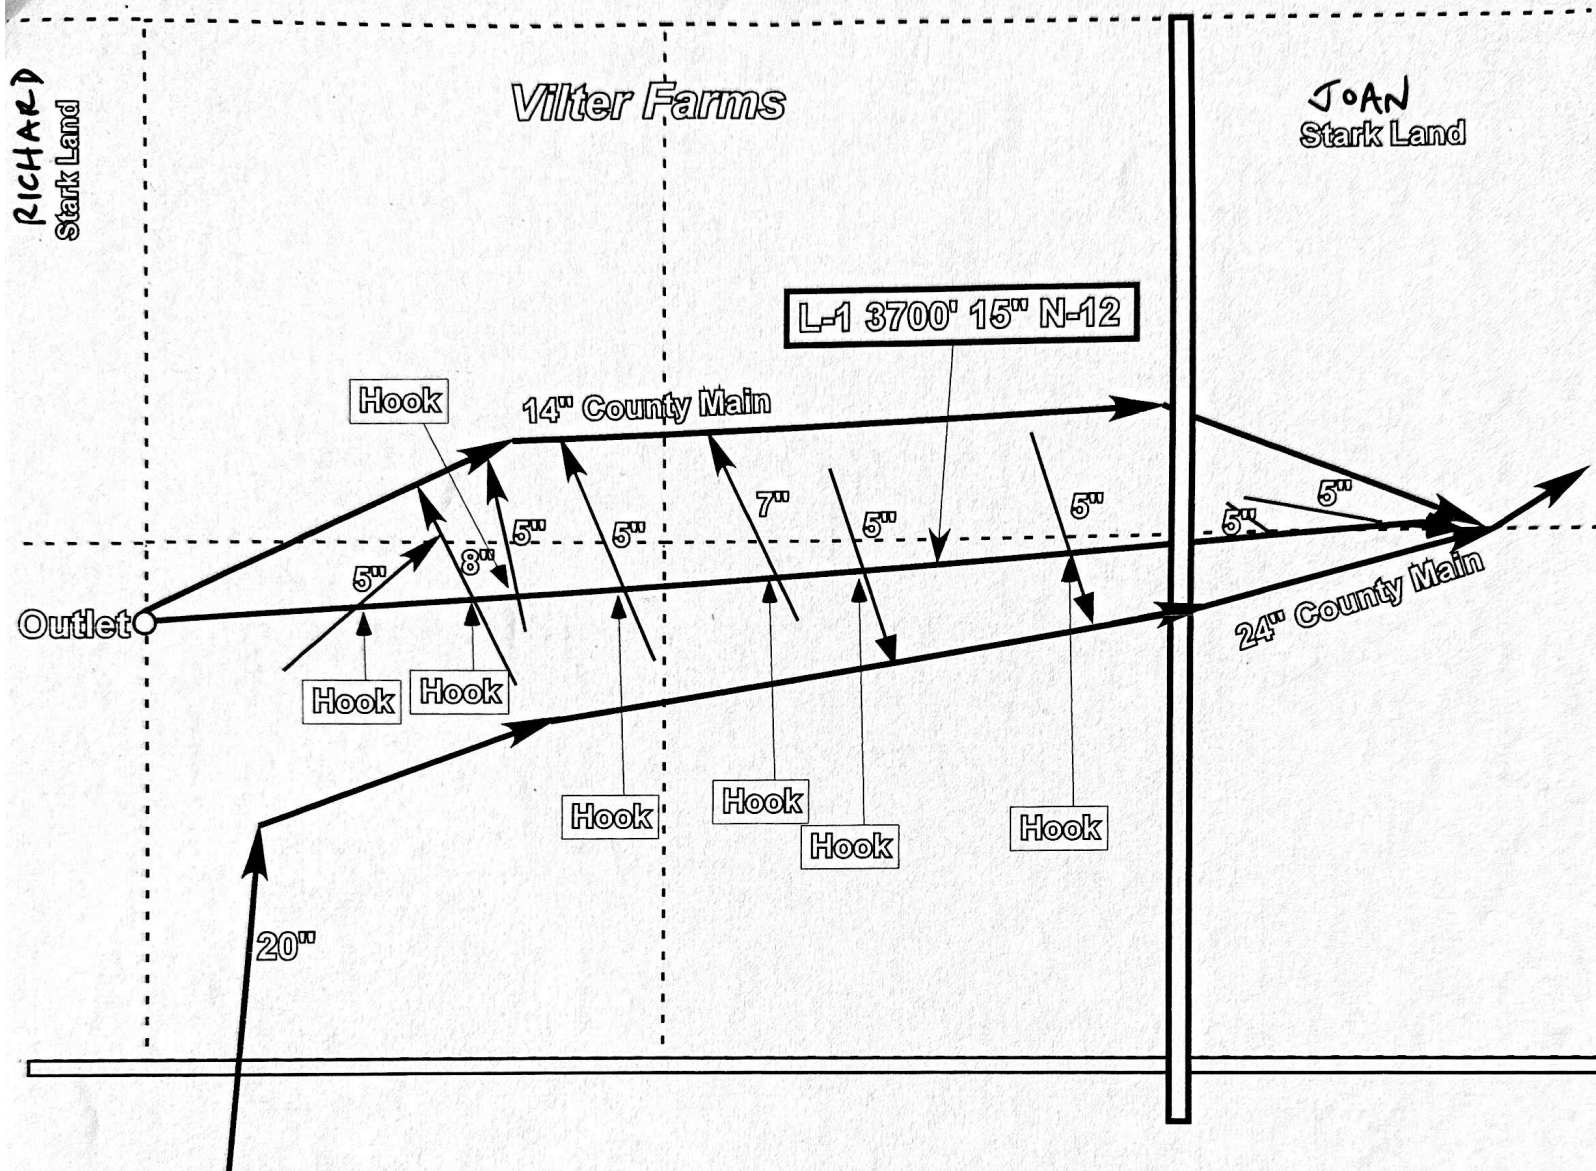 RICHARD
Stark Land
Vilter Farms
JOAN
Stark Land
L-1 3700' 15" N-12
Hook
14" County Main
5"
8"
5"
5"
7"
5"
5"
5"
5"
Outlet
24" County Main
Hook
Hook
Hook
Hook
Hook
Hook
20"